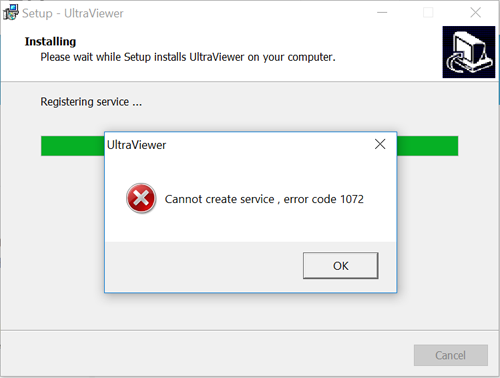 Setup - UltraViewer
Installing
Please wait while Setup installs UltraViewer on your computer.
Registering service ...
UltraViewer
Cannot create service , error code 1072
OK
Cancel